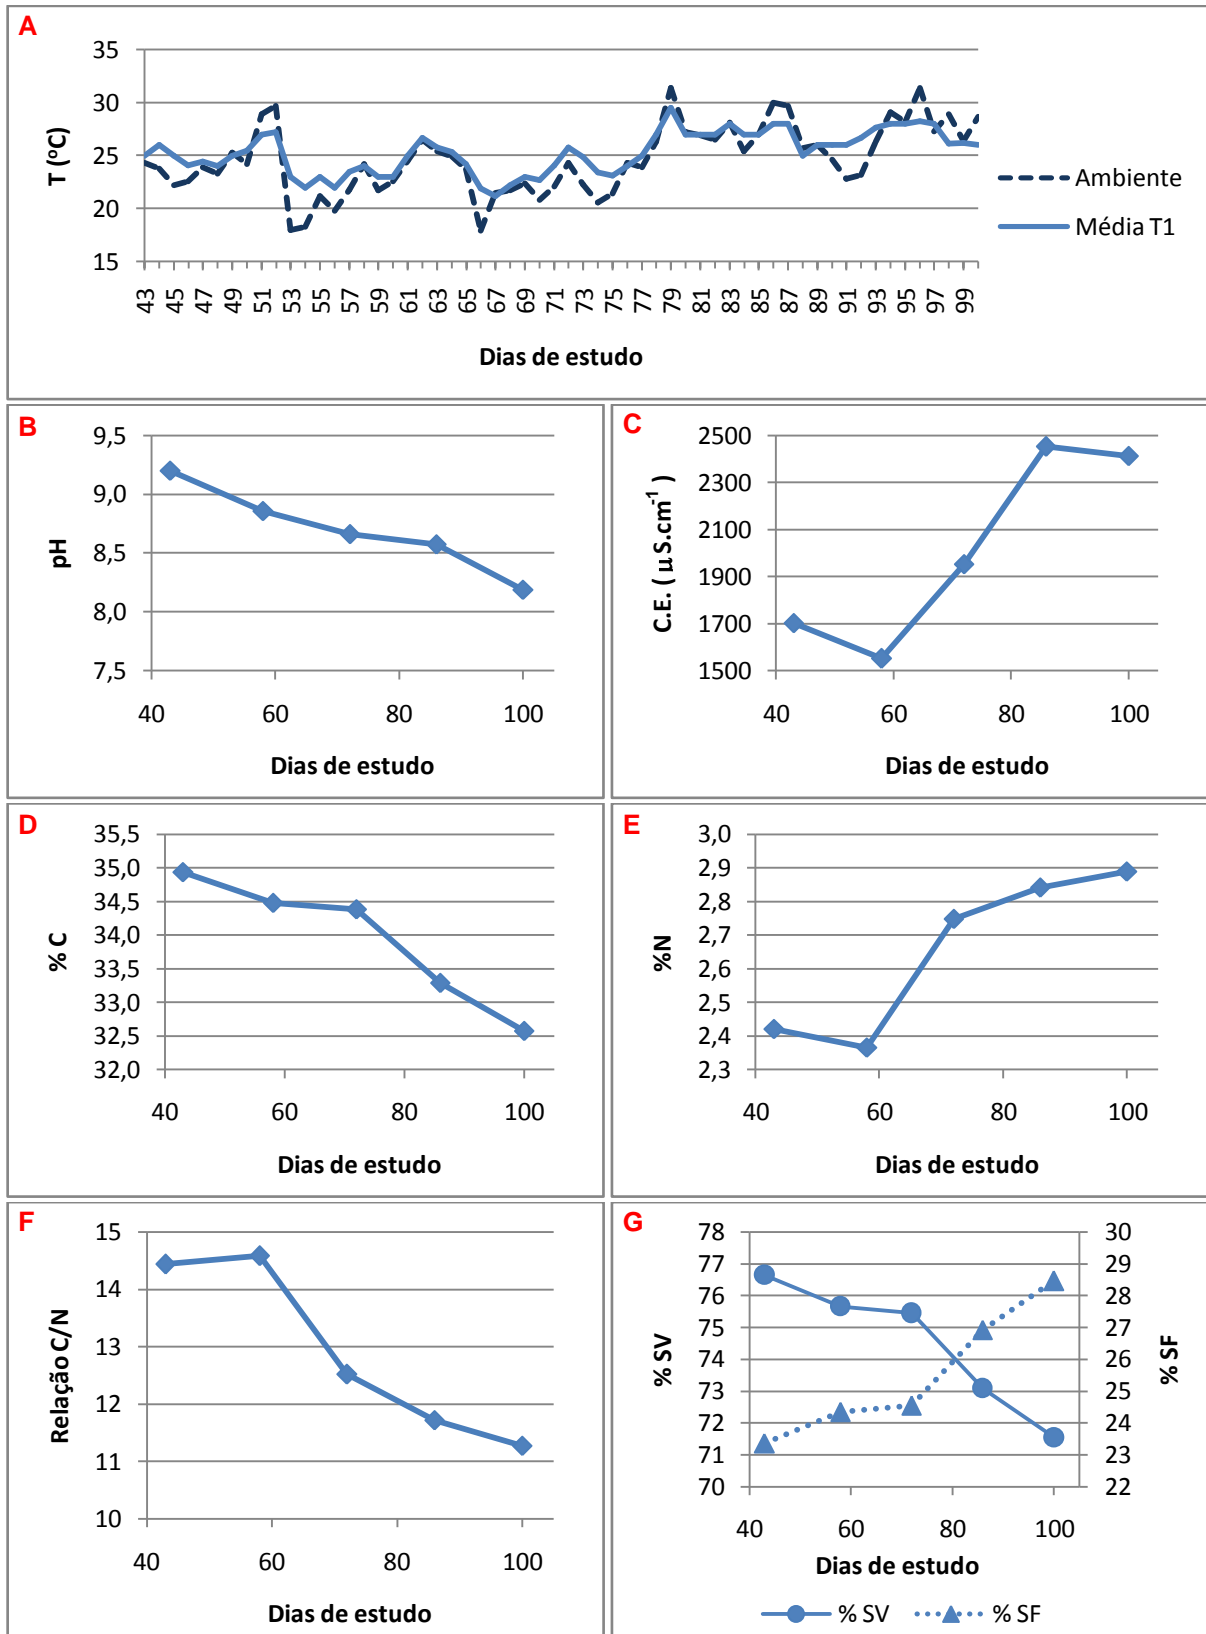 A
35
30
25
20
15
T (ºC)
43 45 47 49 51 53 55 57 59 61 63 65 67 69 71 73 75 77 79 81 83 85 87 89 91 93 95 97 99
Dias de estudo
Ambiente
Média T1
B
9,5
9,0
8,5
8,0
7,5
pH
40 60 80 100
Dias de estudo
C
2500
2300
2100
1900
1700
1500
C.E. ( µS.cm⁻¹ )
40 60 80 100
Dias de estudo
D
35,5
35,0
34,5
34,0
33,5
33,0
32,5
32,0
% C
40 60 80 100
Dias de estudo
E
3,0
2,9
2,8
2,7
2,6
2,5
2,4
2,3
%N
40 60 80 100
Dias de estudo
F
15
14
13
12
11
10
Relação C/N
40 60 80 100
Dias de estudo
G
78
77
76
75
74
73
72
71
70
% SV
30
29
28
27
26
25
24
23
22
% SF
40 60 80 100
Dias de estudo
% SV % SF